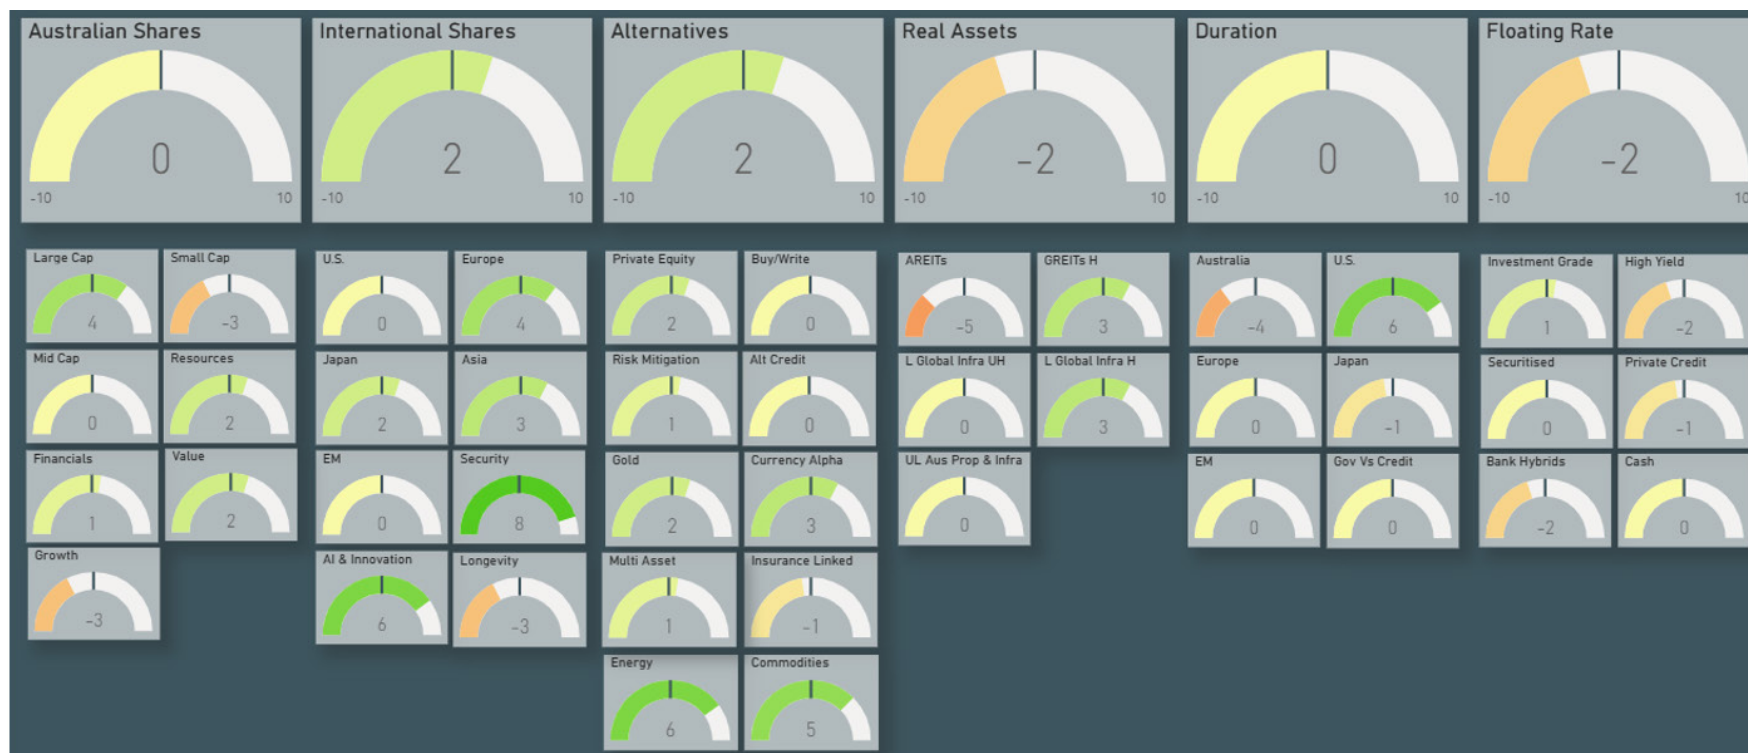 Australian Shares
0
-10 10
International Shares
2
-10 10
Alternatives
2
-10 10
Real Assets
-2
-10 10
Duration
0
-10 10
Floating Rate
-2
-10 10
Large Cap
4
Small Cap
-3
Mid Cap
0
Resources
2
Financials
1
Value
2
Growth
-3
U.S.
0
Europe
4
Japan
2
Asia
3
EM
0
Security
8
AI & Innovation
6
Longevity
-3
Private Equity
2
Buy/Write
0
Risk Mitigation
1
Alt Credit
0
Gold
2
Currency Alpha
3
Multi Asset
1
Insurance Linked
-1
Energy
6
Commodities
5
AREITs
-5
GREITs H
3
L Global Infra UH
0
L Global Infra H
3
UL Aus Prop & Infra
0
Australia
-4
U.S.
6
Europe
0
Japan
-1
EM
0
Gov Vs Credit
0
Investment Grade
1
High Yield
-2
Securitised
0
Private Credit
-1
Bank Hybrids
-2
Cash
0